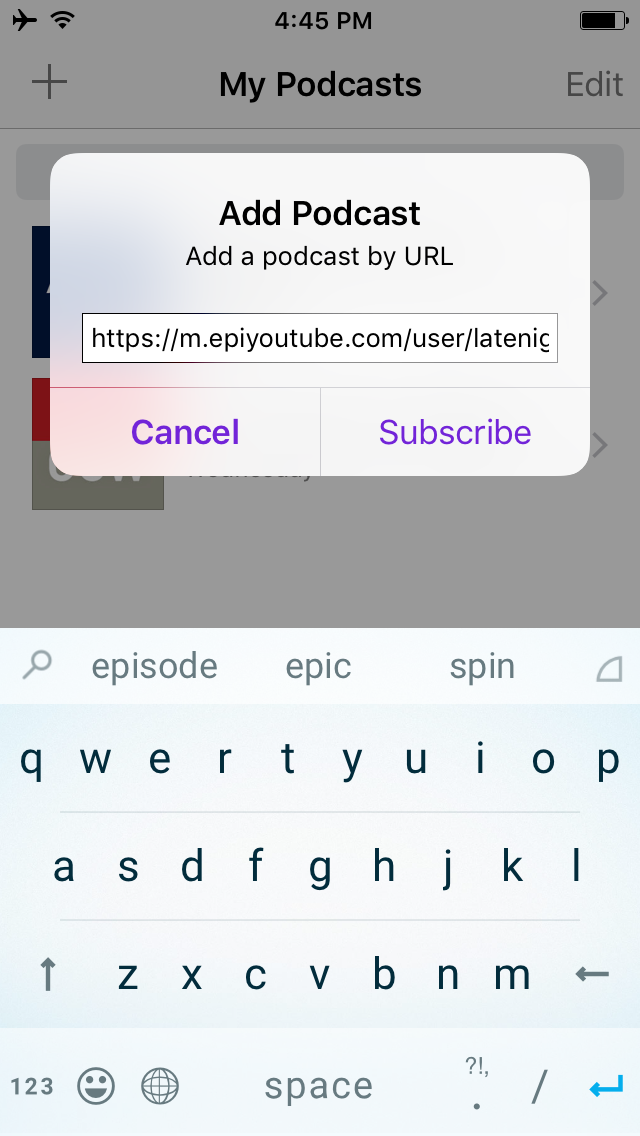 4:45 PM
My Podcasts
Edit
Add Podcast
Add a podcast by URL
https://m.epiyoutube.com/user/latenig
Cancel
Subscribe
Wednesday
episode
epic
spin
q w e r t y u i o p
a s d f g h j k l
z x c v b n m
123
space
?!,
.
/